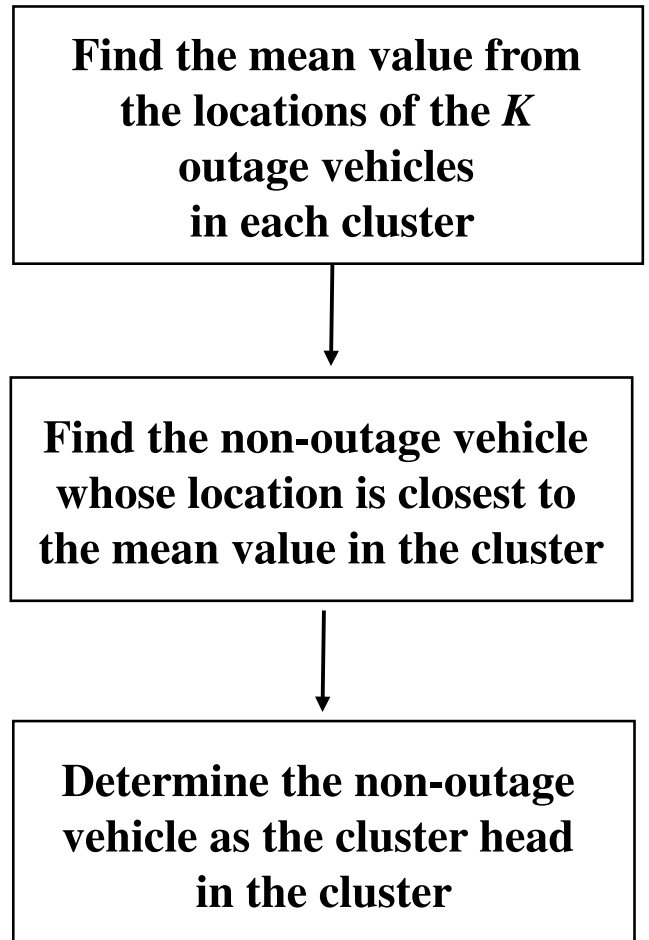 Find the mean value from
the locations of the K
outage vehicles
in each cluster
Find the non-outage vehicle
whose location is closest to
the mean value in the cluster
Determine the non-outage
vehicle as the cluster head
in the cluster